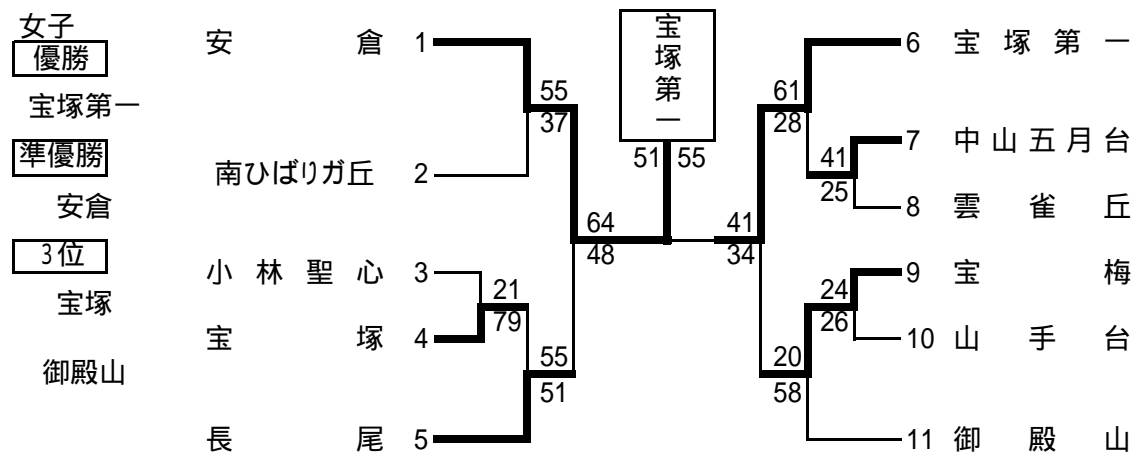 女子
優勝
宝塚第一
準優勝
安倉
3位
宝塚
御殿山
安倉 1
南ひばりガ丘 2
小林聖心 3
宝塚 4
長尾 5
55
37
21
79
55
51
64
48
宝塚第一
51 55
41
34
61
28
41
25
24
26
20
58
6 宝塚第一
7 中山五月台
8 雲雀丘
9 宝梅
10 山手台
11 御殿山